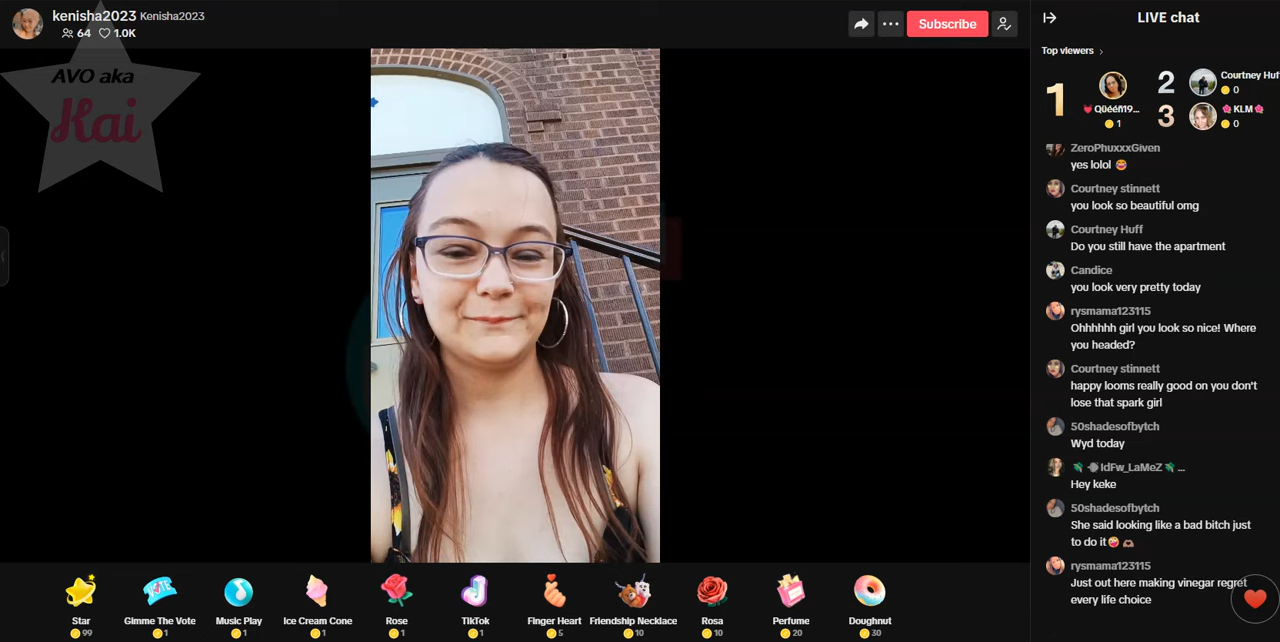 kenisha2023 Kenisha2023
64 1.0K
Subscribe
AVO aka
Kai
LIVE chat
Top viewers
1
Qüéén19...
1
2
Courtney Huf
0
3
KLM
0
ZeroPhuxxxGiven
yes lolol
Courtney stinnett
you look so beautiful omg
Courtney Huff
Do you still have the apartment
Candice
you look very pretty today
rysmama123115
Ohhhhhh girl you look so nice! Where
you headed?
Courtney stinnett
happy looms really good on you don't
lose that spark girl
50shadesofbytch
Wyd today
IdFw_LaMeZ ...
Hey keke
50shadesofbytch
She said looking like a bad bitch just
to do it
rysmama123115
Just out here making vinegar regret
every life choice
Star
99
VOTE
Gimme The Vote
1
Music Play
1
Ice Cream Cone
1
Rose
1
TikTok
1
Finger Heart
5
Friendship Necklace
10
Rosa
10
Perfume
20
Doughnut
30